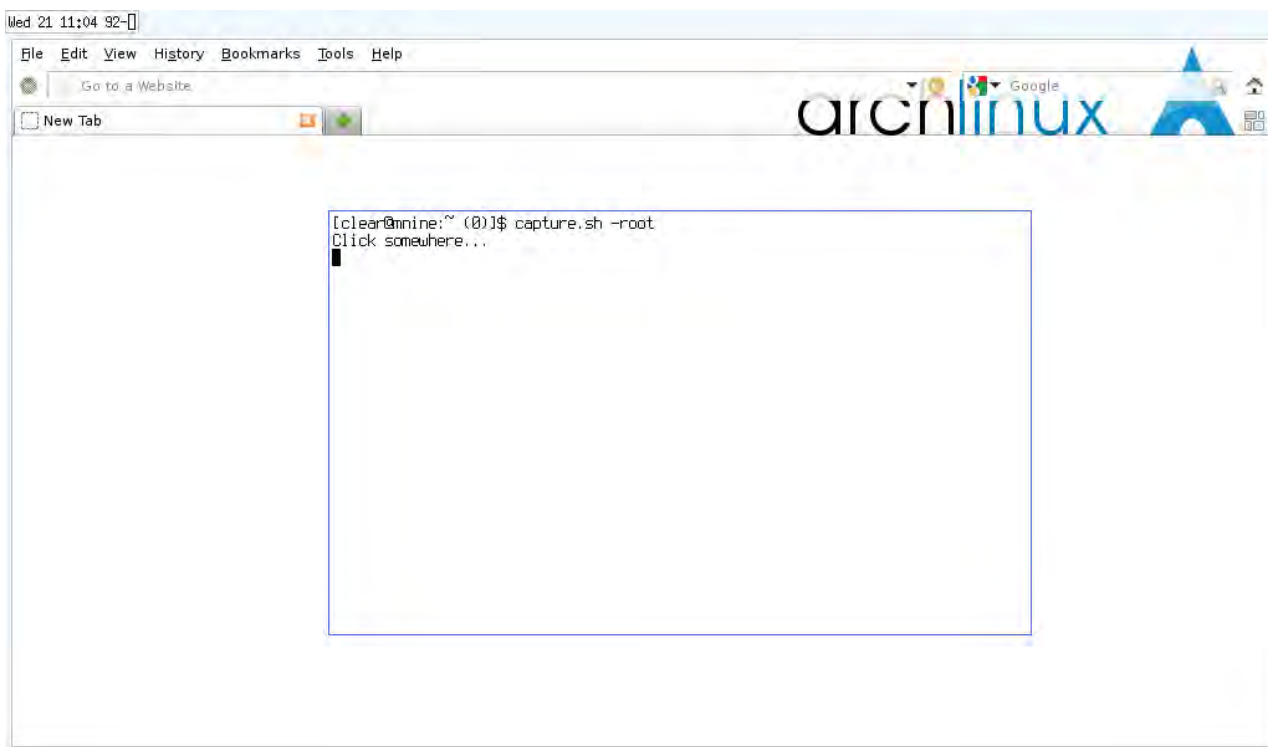 Wed 21 11:04 92-[]
File Edit View History Bookmarks Tools Help
Go to a Website
Google
New Tab
archlinux
[clear@mnine:~ (0)]$ capture.sh -root
Click somewhere...